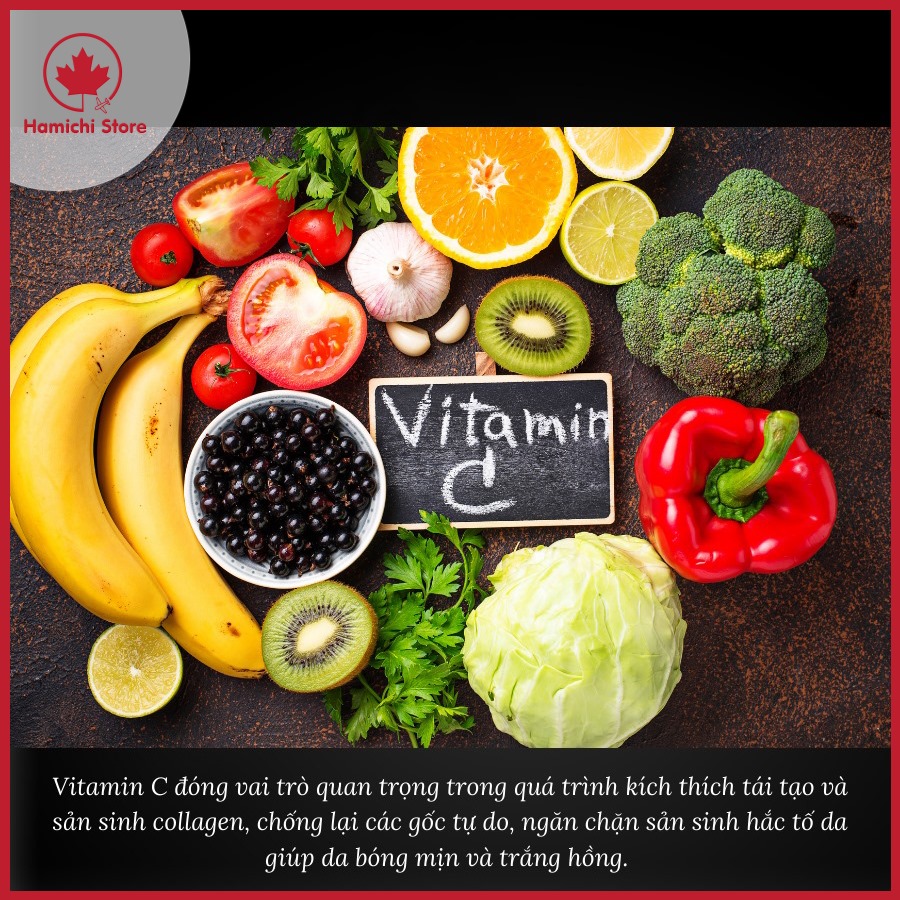 Hamichi Store
Vitamin
C
Vitamin C đóng vai trò quan trọng trong quá trình kích thích tái tạo và
sản sinh collagen, chống lại các gốc tự do, ngăn chặn sản sinh hắc tố da
giúp da bóng mịn và trắng hồng.